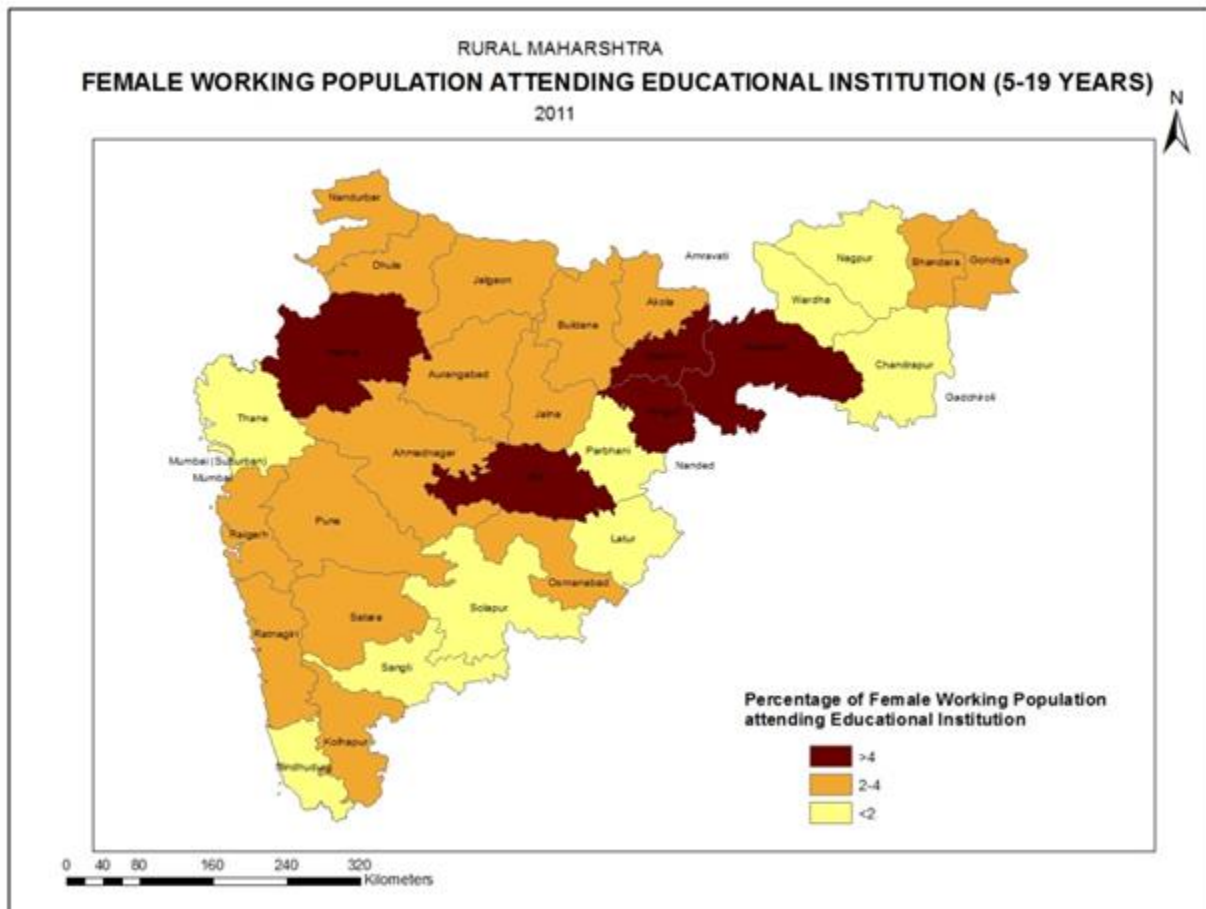 RURAL MAHARSHTRA
FEMALE WORKING POPULATION ATTENDING EDUCATIONAL INSTITUTION (5-19 YEARS)
2011
N
Nandurbar
Dhule
Jalgaon
Buldana
Akola
Amravati
Nagpur
Bhandara
Gondiya
Wardha
Chandrapur
Gadchiroli
Aurangabad
Jalna
Thane
Ahmednagar
Parbhani
Nanded
Mumbai (Suburban)
Mumbai
Raigarh
Pune
Latur
Osmanabad
Solapur
Satara
Ratnagiri
Sangli
Kolhapur
Sindhudurg
Percentage of Female Working Population
attending Educational Institution
>4
2-4
<2
0 40 80 160 240 320
Kilometers